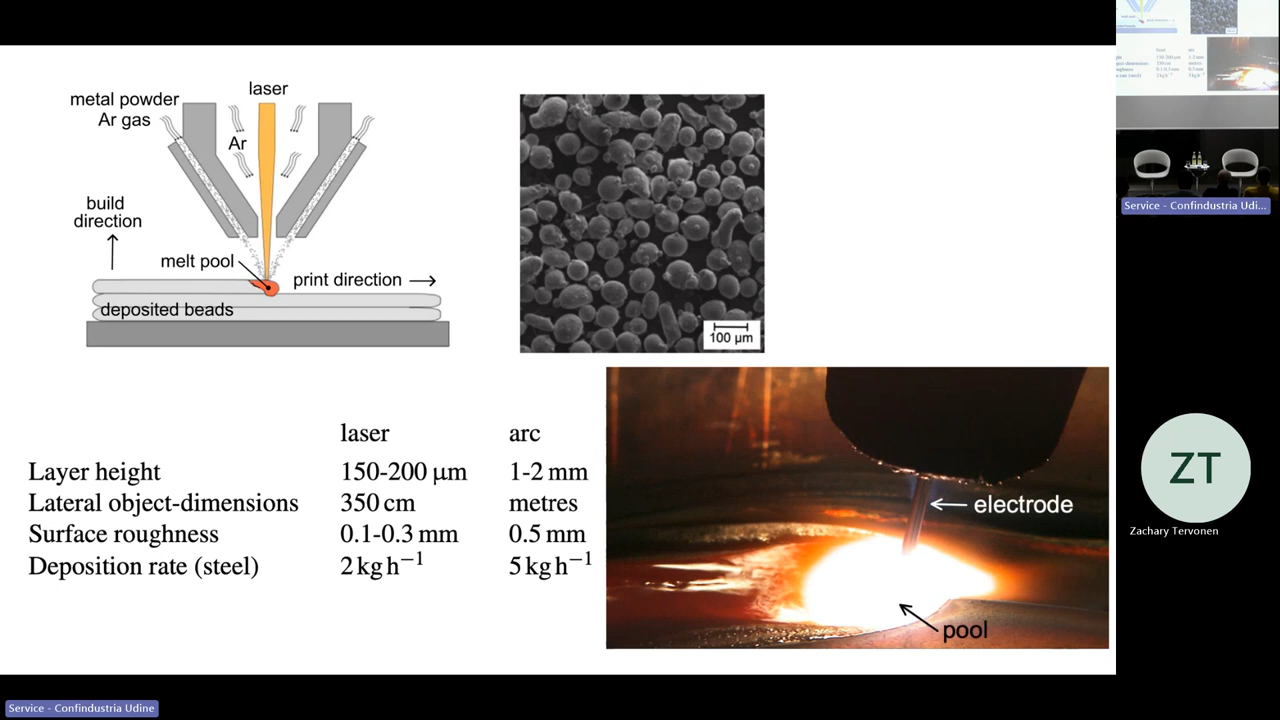 laser
metal powder
Ar gas
Ar
build
direction
melt pool
print direction
deposited beads
100 µm
laser arc
Layer height 150-200 µm 1-2 mm
Lateral object-dimensions 350 cm metres
Surface roughness 0.1-0.3 mm 0.5 mm
Deposition rate (steel) 2 kg h⁻¹ 5 kg h⁻¹
electrode
pool
Service - Confindustria Udi...
ZT
Zachary Tervonen
Service - Confindustria Udine